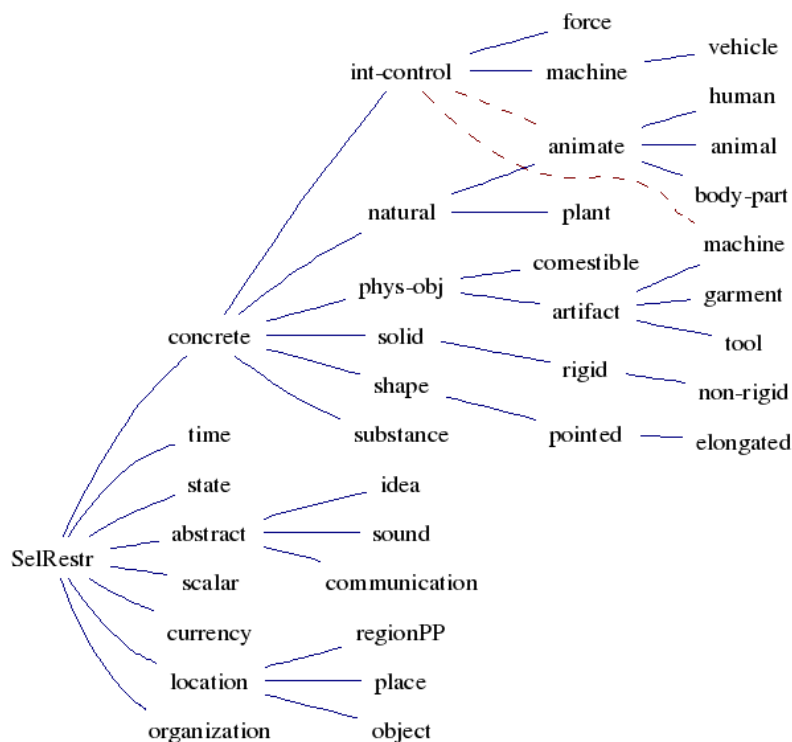 force
vehicle
int-control
machine
human
animate
animal
body-part
natural
plant
machine
comestible
phys-obj
garment
artifact
concrete
solid
tool
rigid
shape
non-rigid
time
substance
pointed
elongated
state
idea
abstract
sound
SelRestr
scalar
communication
currency
regionPP
location
place
organization
object